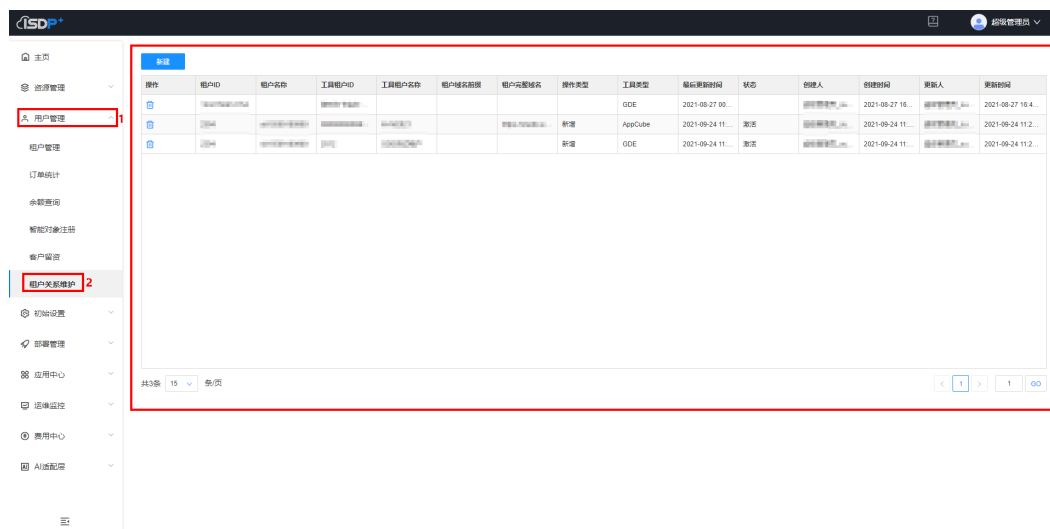 iSDP+
超级管理员
主页
资源管理
用户管理
1
租户管理
订单统计
余额查询
智能对象注册
客户留资
租户关系维护
2
初始设置
部署管理
应用中心
运维监控
费用中心
AI适配层
新建
操作 租户ID 租户名称 工具租户ID 工具租户名称 租户域名前缀 租户完整域名 操作类型 工具类型 最后更新时间 状态 创建人 创建时间 更新人 更新时间
GDE 2021-08-27 00... 2021-08-27 16... 2021-08-27 16:4...
新增 AppCube 2021-09-24 11:... 激活 2021-09-24 11:... 2021-09-24 11:2...
新增 GDE 2021-09-24 11:... 激活 2021-09-24 11:... 2021-09-24 11:2...
共3条 15 条/页
1 1 GO